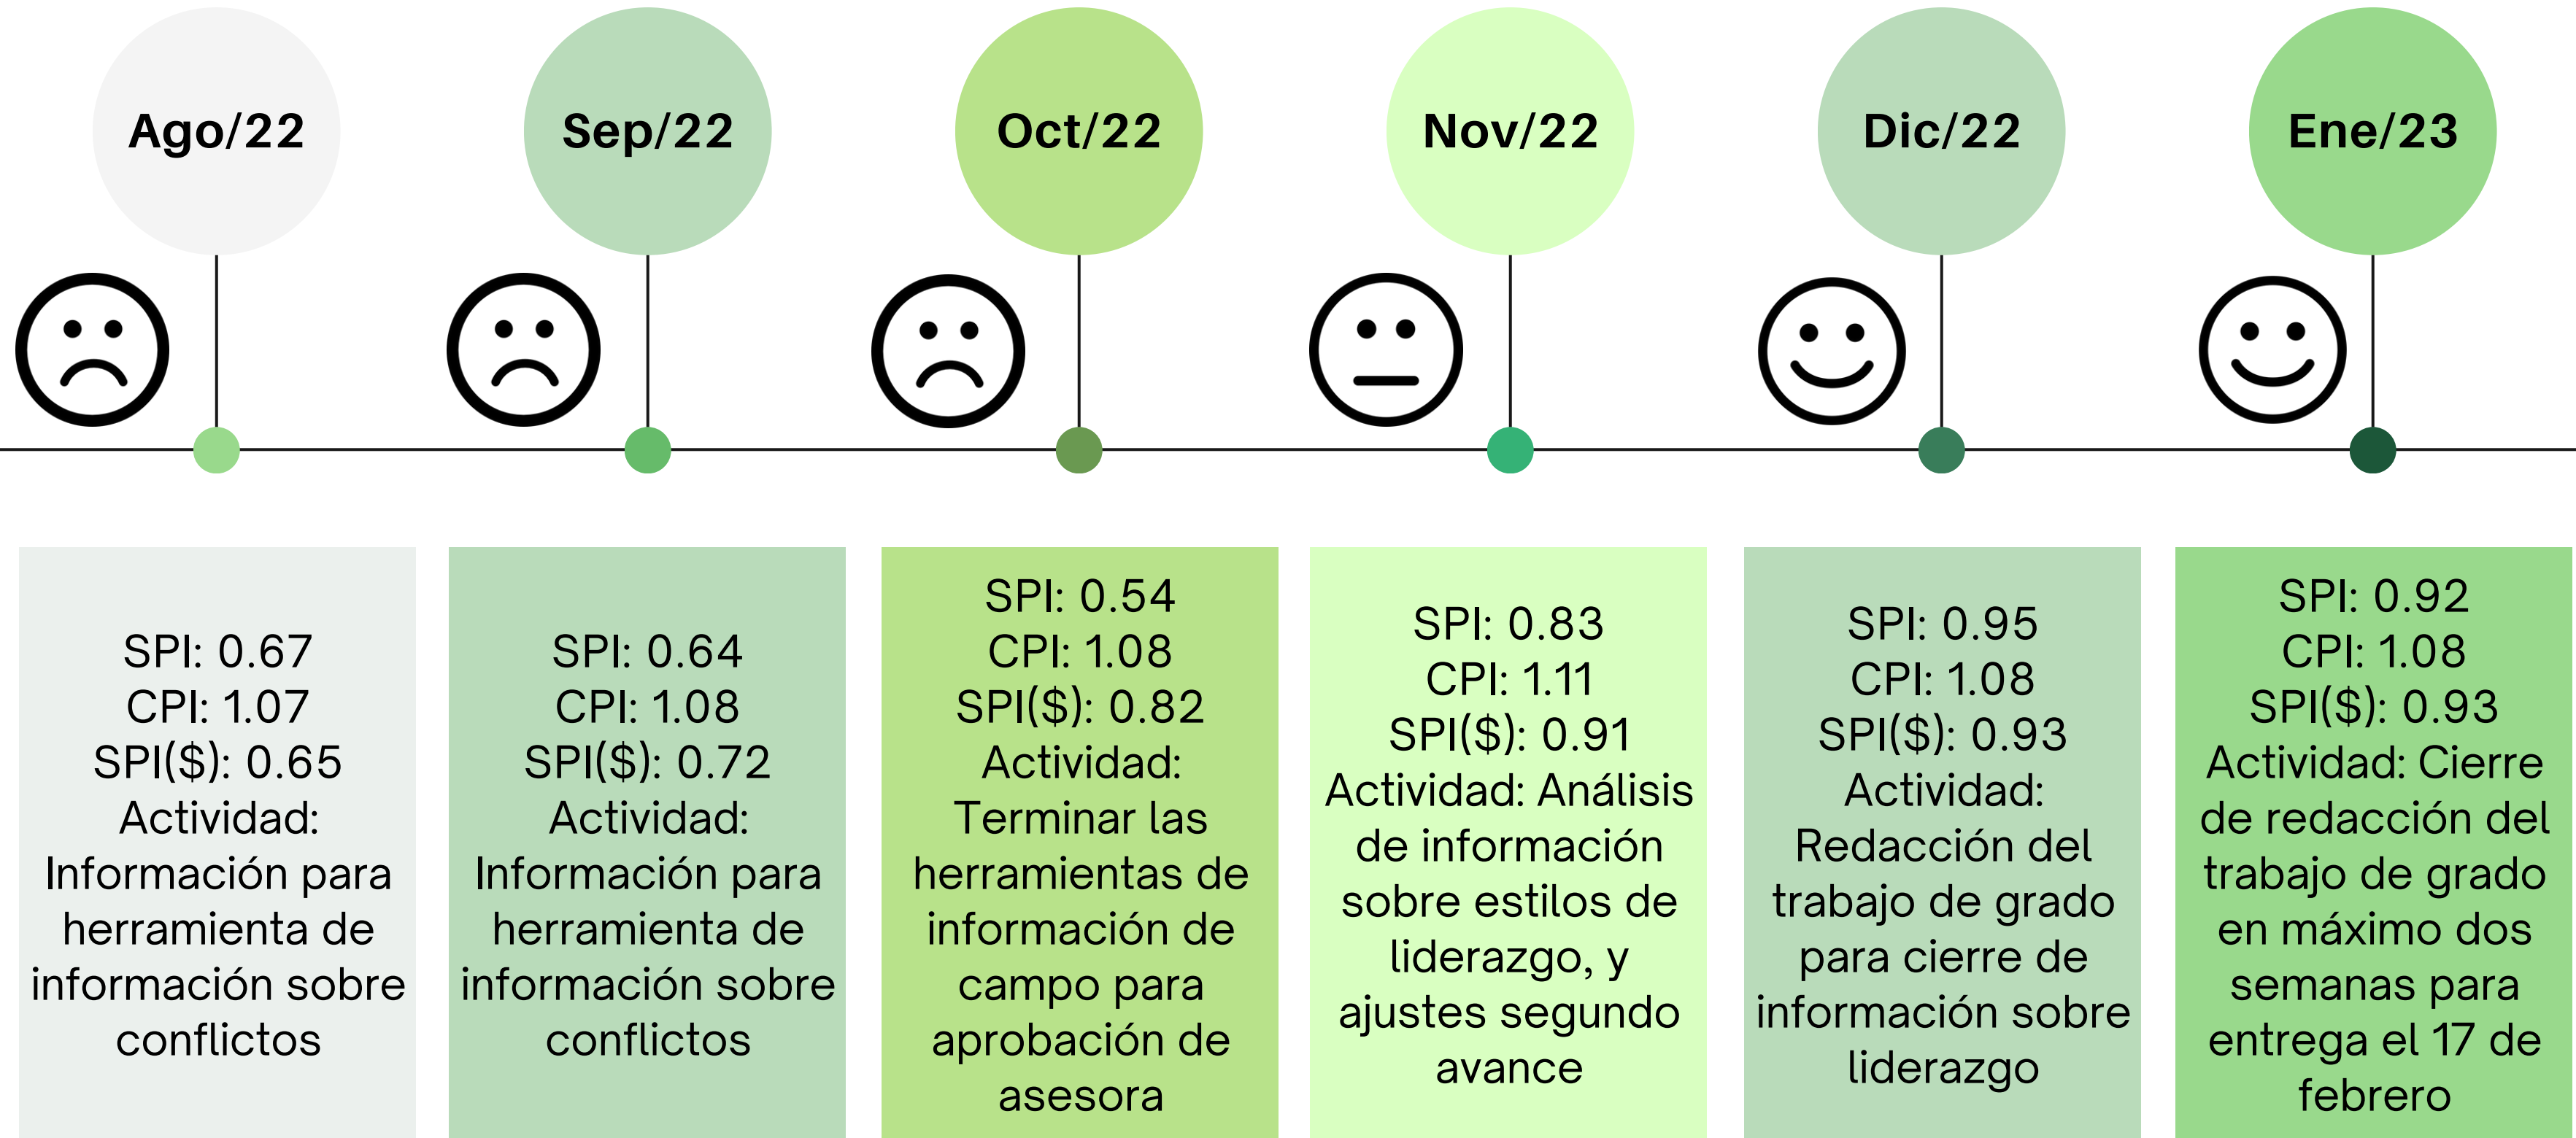 Ago/22
Sep/22
Oct/22
Nov/22
Dic/22
Ene/23
SPI: 0.67
CPI: 1.07
SPI($): 0.65
Actividad:
Información para
herramienta de
información sobre
conflictos
SPI: 0.64
CPI: 1.08
SPI($): 0.72
Actividad:
Información para
herramienta de
información sobre
conflictos
SPI: 0.54
CPI: 1.08
SPI($): 0.82
Actividad:
Terminar las
herramientas de
información de
campo para
aprobación de
asesora
SPI: 0.83
CPI: 1.11
SPI($): 0.91
Actividad: Análisis
de información
sobre estilos de
liderazgo, y
ajustes segundo
avance
SPI: 0.95
CPI: 1.08
SPI($): 0.93
Actividad:
Redacción del
trabajo de grado
para cierre de
información sobre
liderazgo
SPI: 0.92
CPI: 1.08
SPI($): 0.93
Actividad: Cierre
de redacción del
trabajo de grado
en máximo dos
semanas para
entrega el 17 de
febrero